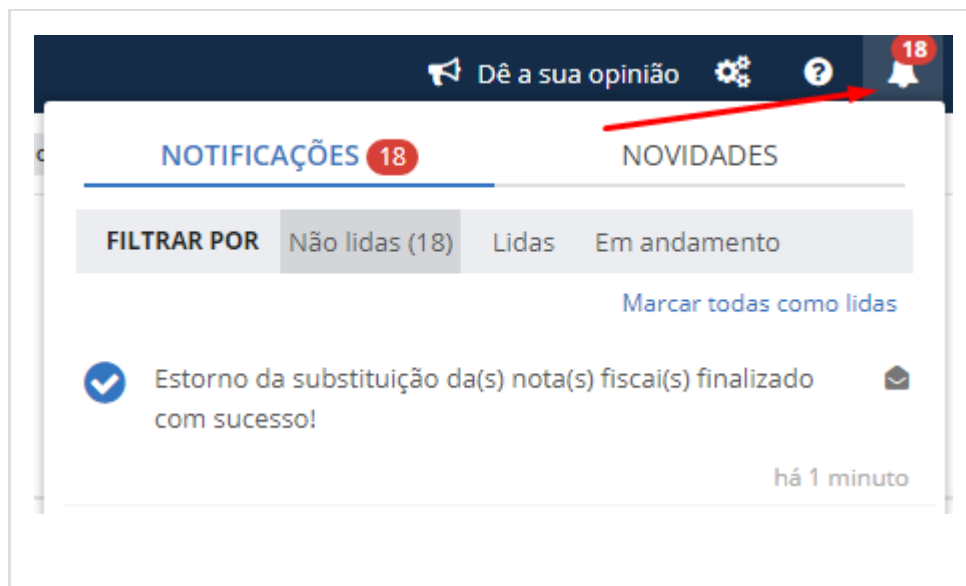 18
Dê a sua opinião
NOTIFICAÇÕES 18 NOVIDADES
FILTRAR POR Não lidas (18) Lidas Em andamento
Marcar todas como lidas
Estorno da substituição da(s) nota(s) fiscai(s) finalizado
com sucesso!
há 1 minuto